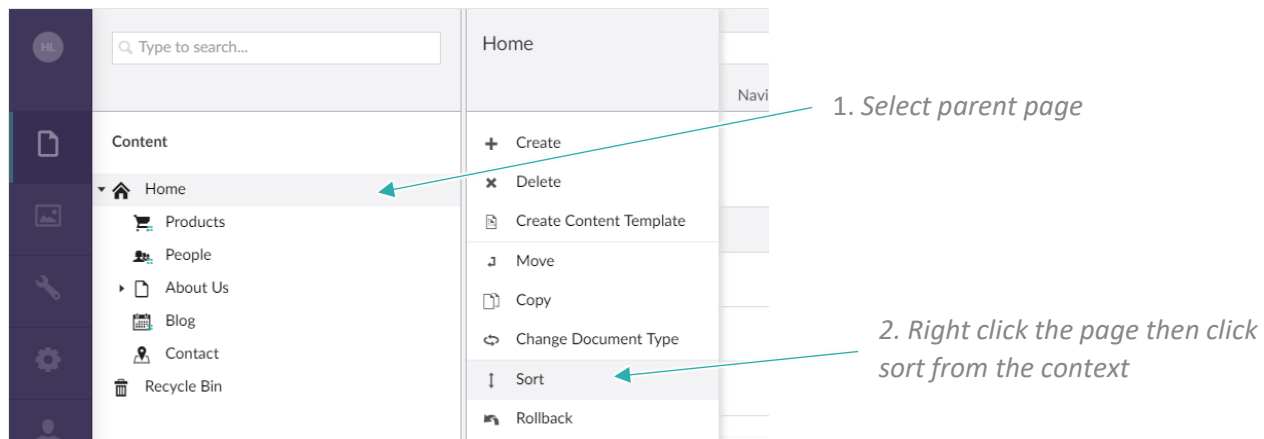 HL
Type to search...
Home
Navi
1. Select parent page
Content
Create
Home
Delete
Products
Create Content Template
People
Move
About Us
Copy
Blog
Change Document Type
2. Right click the page then click
sort from the context
Contact
Sort
Recycle Bin
Rollback